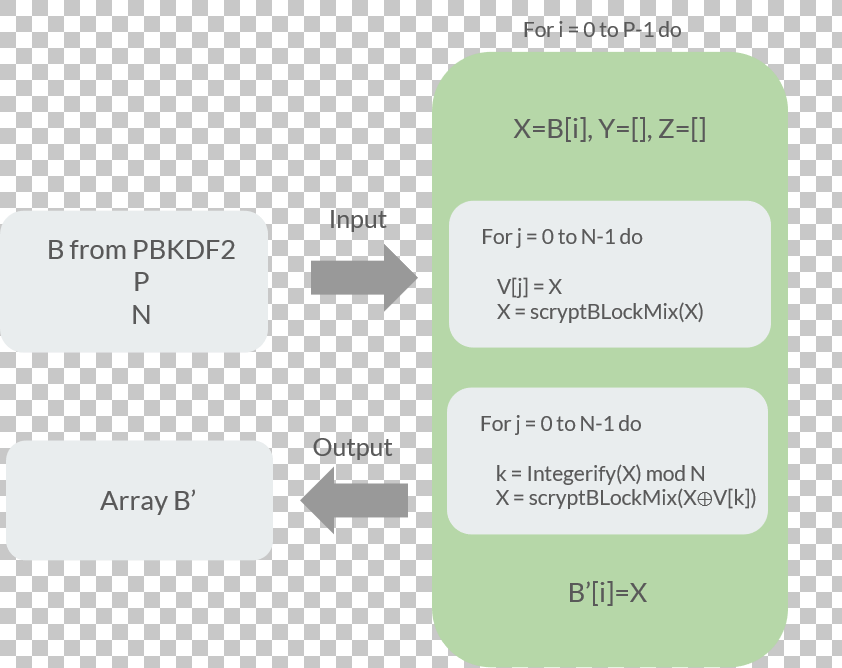 For i = 0 to P-1 do
X=B[i], Y=[], Z=[]
B from PBKDF2
P
N
Input
For j = 0 to N-1 do
V[j] = X
X = scryptBLockMix(X)
Output
Array B’
For j = 0 to N-1 do
k = Integerify(X) mod N
X = scryptBLockMix(X⊕V[k])
B’[i]=X